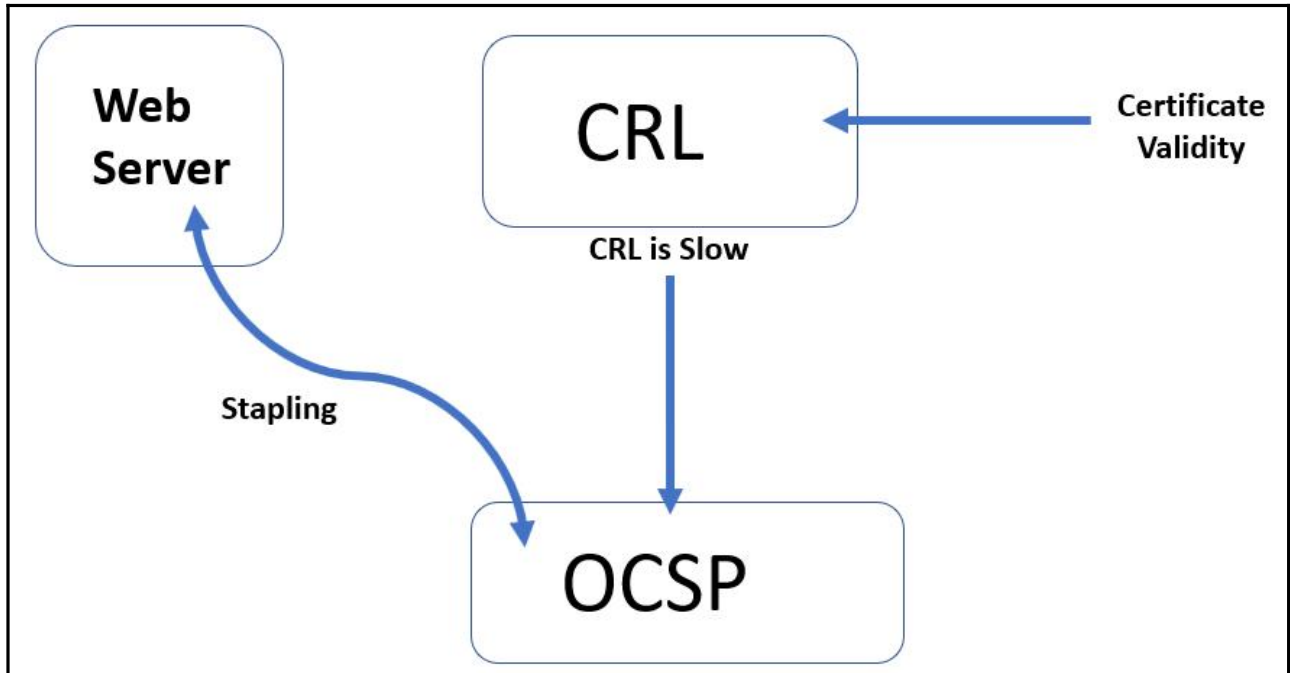 Web
Server
CRL
Certificate
Validity
CRL is Slow
Stapling
OCSP